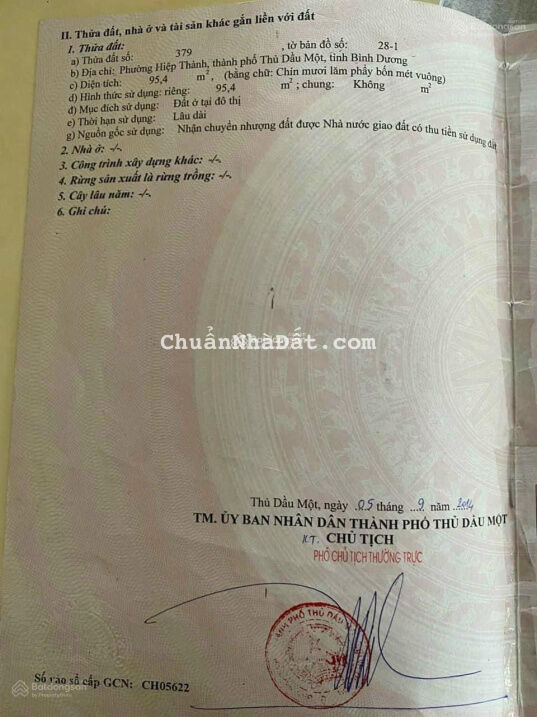 II. Thửa đất, nhà ở và tài sản khác gắn liền với đất
1. Thửa đất:
a) Thửa đất số: 379 , tờ bản đồ số: 28-1
b) Địa chỉ: Phường Hiệp Thành, thành phố Thủ Dầu Một, tỉnh Bình Dương
c) Diện tích: 95,4 m², (bằng chữ: Chín mươi lăm phẩy bốn mét vuông)
d) Hình thức sử dụng: riêng: 95,4 m²; chung: Không m²
đ) Mục đích sử dụng: Đất ở tại đô thị
e) Thời hạn sử dụng: Lâu dài
g) Nguồn gốc sử dụng: Nhận chuyển nhượng đất được Nhà nước giao đất có thu tiền sử dụng đất
2. Nhà ở: -/-
3. Công trình xây dựng khác: -/-
4. Rừng sản xuất là rừng trồng: -/-
5. Cây lâu năm: -/-
6. Ghi chú:
ChuẩnNhàĐất.com
Thủ Dầu Một, ngày 05 tháng 9 năm 2014
TM. ỦY BAN NHÂN DÂN THÀNH PHỐ THỦ DẦU MỘT
KT. CHỦ TỊCH
PHÓ CHỦ TỊCH THƯỜNG TRỰC
PHỐ THỦ DẦU
Số vào sổ cấp GCN: CH05622
Batdongsan
by PropertyGuru